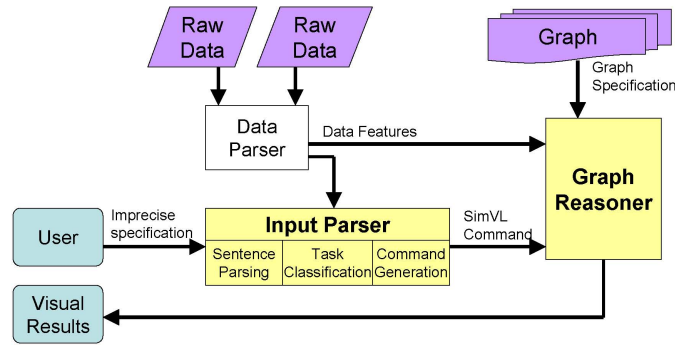 Raw
Data
Raw
Data
Graph
Graph
Specification
Data
Parser
Data Features
Graph
Reasoner
User
Imprecise
specification
Input Parser
Sentence
Parsing
Task
Classification
Command
Generation
SimVL
Command
Visual
Results